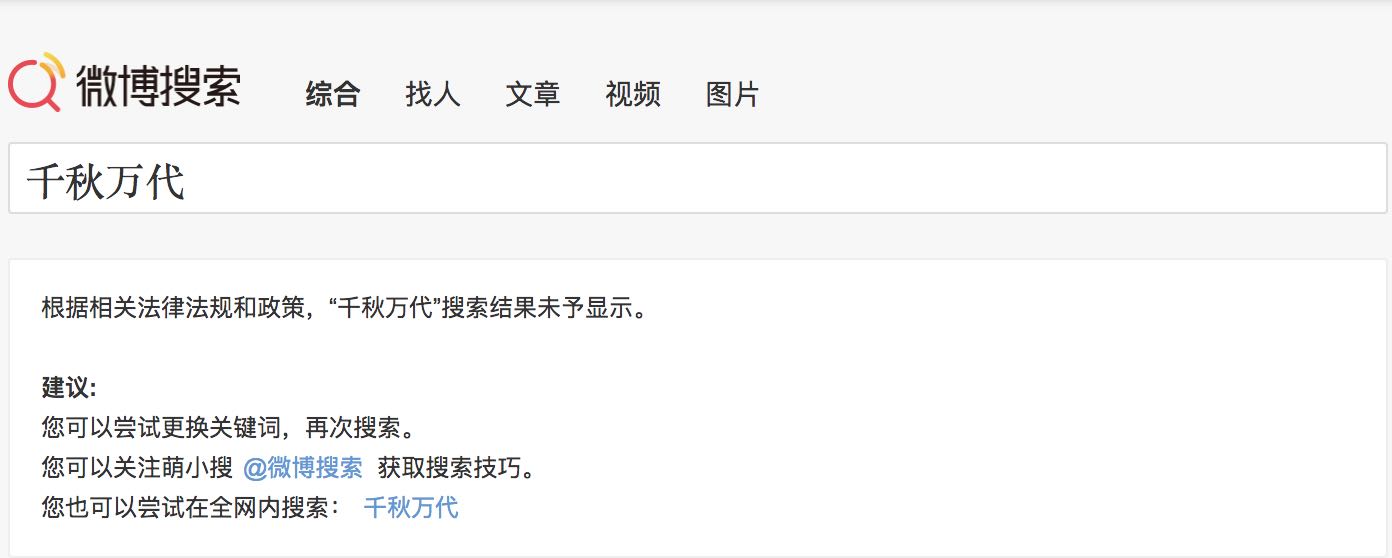 微博搜索 综合 找人 文章 视频 图片
千秋万代
根据相关法律法规和政策，“千秋万代”搜索结果未予显示。
建议:
您可以尝试更换关键词，再次搜索。
您可以关注萌小搜 @微博搜索 获取搜索技巧。
您也可以尝试在全网内搜索： 千秋万代